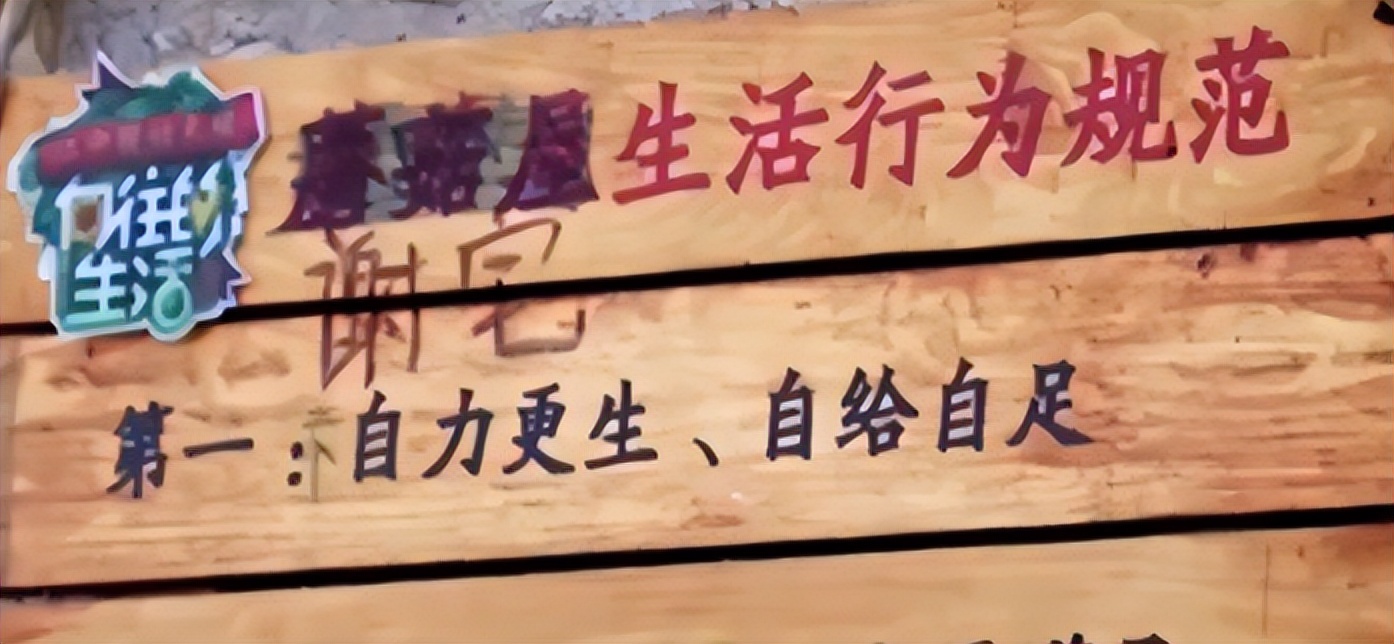 向往的
生活
蘑菇屋生活行为规范
谢宅
第一:不自力更生、自给自足